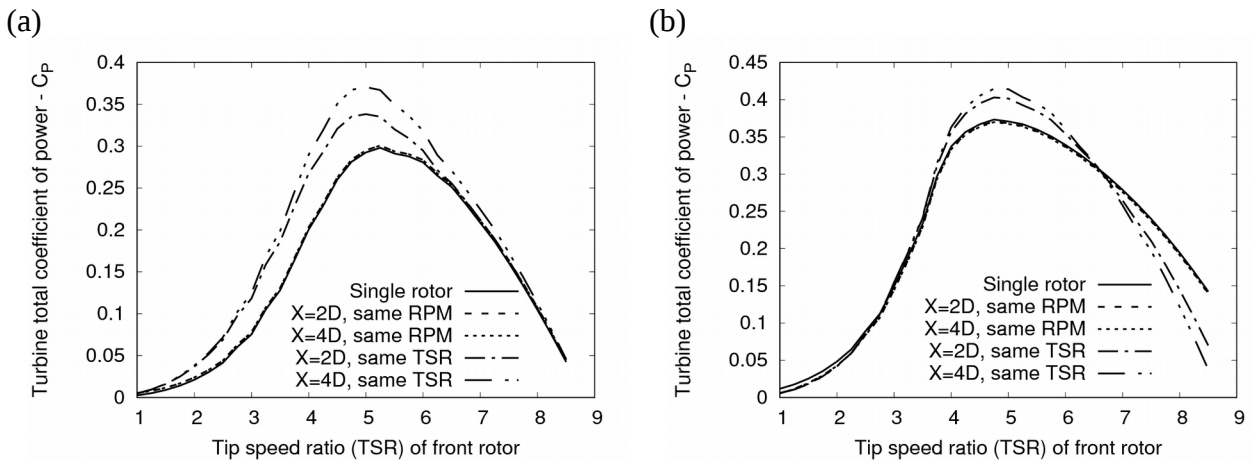 (a)
Turbine total coefficient of power - CP
0.4
0.35
0.3
0.25
0.2
0.15
0.1
0.05
0
Single rotor
X=2D, same RPM
X=4D, same RPM
X=2D, same TSR
X=4D, same TSR
1 2 3 4 5 6 7 8 9
Tip speed ratio (TSR) of front rotor
(b)
Turbine total coefficient of power - CP
0.45
0.4
0.35
0.3
0.25
0.2
0.15
0.1
0.05
0
Single rotor
X=2D, same RPM
X=4D, same RPM
X=2D, same TSR
X=4D, same TSR
1 2 3 4 5 6 7 8 9
Tip speed ratio (TSR) of front rotor